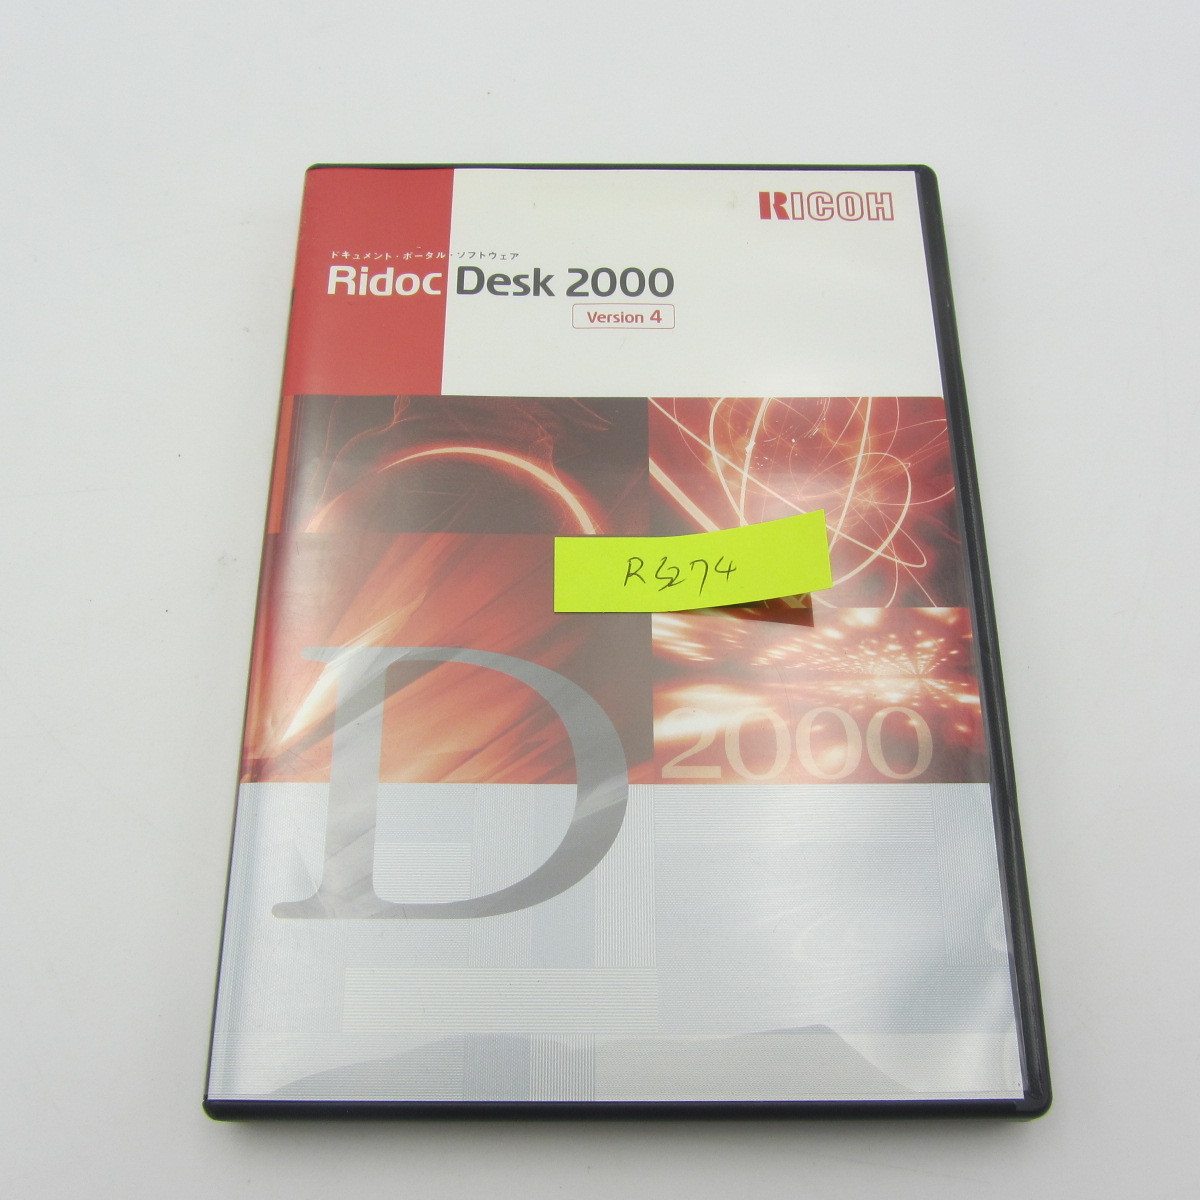 RICOH
ドキュメント・ポータル・ソフトウェア
Ridoc Desk 2000
Version 4
D
2000